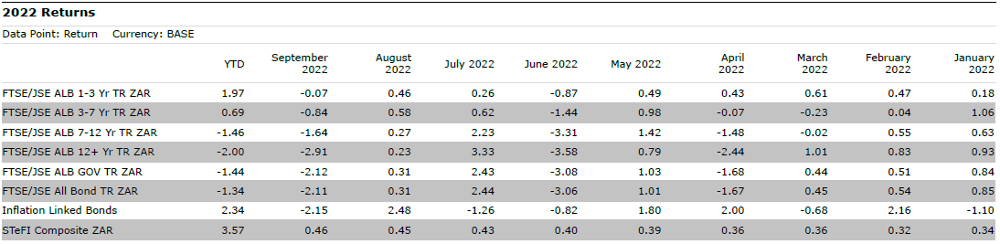 2022 Returns
Data Point: Return Currency: BASE
YTD September 2022 August 2022 July 2022 June 2022 May 2022 April 2022 March 2022 February 2022 January 2022
FTSE/JSE ALB 1-3 Yr TR ZAR 1.97 -0.07 0.46 0.26 -0.87 0.49 0.43 0.61 0.47 0.18
FTSE/JSE ALB 3-7 Yr TR ZAR 0.69 -0.84 0.58 0.62 -1.44 0.98 -0.07 -0.23 0.04 1.06
FTSE/JSE ALB 7-12 Yr TR ZAR -1.46 -1.64 0.27 2.23 -3.31 1.42 -1.48 -0.02 0.55 0.63
FTSE/JSE ALB 12+ Yr TR ZAR -2.00 -2.91 0.23 3.33 -3.58 0.79 -2.44 1.01 0.83 0.93
FTSE/JSE ALB GOV TR ZAR -1.44 -2.12 0.31 2.43 -3.08 1.03 -1.68 0.44 0.51 0.84
FTSE/JSE All Bond TR ZAR -1.34 -2.11 0.31 2.44 -3.06 1.01 -1.67 0.45 0.54 0.85
Inflation Linked Bonds 2.34 -2.15 2.48 -1.26 -0.82 1.80 2.00 -0.68 2.16 -1.10
STeFI Composite ZAR 3.57 0.46 0.45 0.43 0.40 0.39 0.36 0.36 0.32 0.34